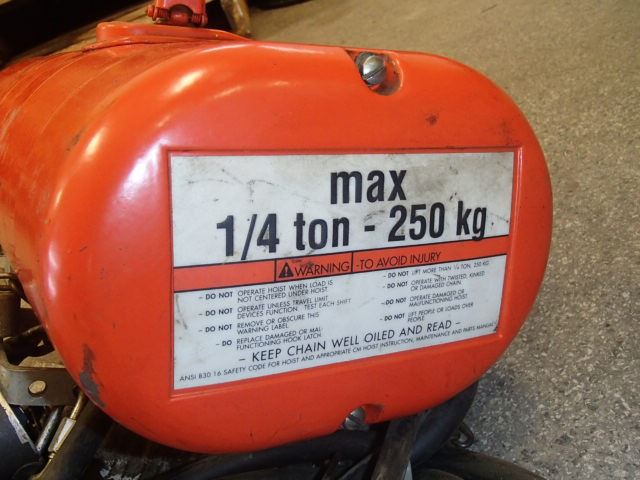 max
1/4 ton - 250 kg
WARNING - TO AVOID INJURY
- DO NOT OPERATE HOIST WHEN LOAD IS
NOT CENTERED UNDER HOIST.
- DO NOT OPERATE UNLESS TRAVEL LIMIT
DEVICES FUNCTION. TEST EACH SHIFT
- DO NOT REMOVE OR OBSCURE THIS
WARNING LABEL.
- DO REPLACE DAMAGED OR MAL-
FUNCTIONING HOOK LATCH.
- DO NOT LIFT MORE THAN 1/4 TON, 250 KG
- DO NOT OPERATE WITH TWISTED, KINKED
OR DAMAGED CHAIN.
- DO NOT OPERATE DAMAGED OR
MALFUNCTIONING HOIST.
- DO NOT LIFT PEOPLE OR LOADS OVER
PEOPLE
- KEEP CHAIN WELL OILED AND READ -
ANSI B30 16 SAFETY CODE FOR HOIST AND APPROPRIATE CM HOIST INSTRUCTION, MAINTENANCE AND PARTS MANUAL